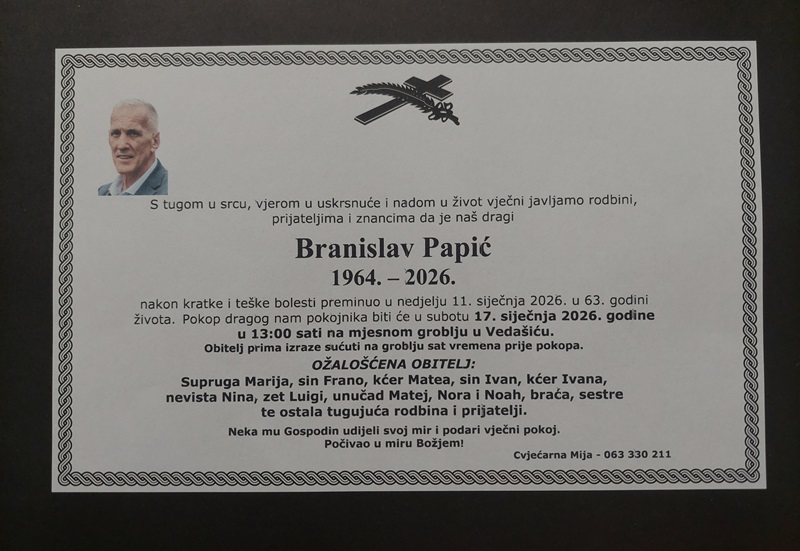 S tugom u srcu, vjerom u uskrsnuće i nadom u život vječni javljamo rodbini,
prijateljima i znancima da je naš dragi
Branislav Papić
1964. – 2026.
nakon kratke i teške bolesti preminuo u nedjelju 11. siječnja 2026. u 63. godini
života. Pokop dragog nam pokojnika biti će u subotu 17. siječnja 2026. godine
u 13:00 sati na mjesnom groblju u Vedašiću.
Obitelj prima izraze sućuti na groblju sat vremena prije pokopa.
OŽALOŠĆENA OBITELJ:
Supruga Marija, sin Frano, kćer Matea, sin Ivan, kćer Ivana,
nevista Nina, zet Luigi, unučad Matej, Nora i Noah, braća, sestre
te ostala tugujuća rodbina i prijatelji.
Neka mu Gospodin udijeli svoj mir i podari vječni pokoj.
Počivao u miru Božjem!
Cvjećarna Mija - 063 330 211